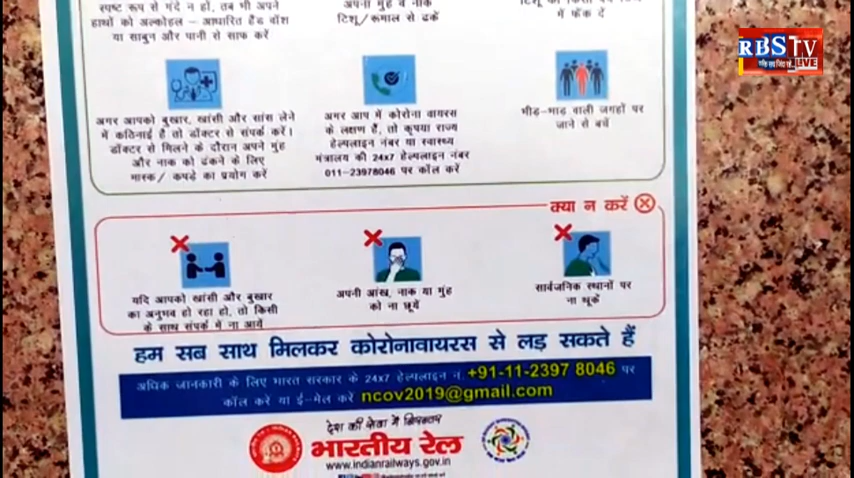 स्पष्ट रूप से गंदे न हों, तब भी अपने
हाथों को अल्कोहल – आधारित हैंड वॉश
या साबुन और पानी से साफ करें
अपना मुंह व नाक
टिशू/रूमाल से ढकें
में फेंक दें
RBS TV
LIVE
अगर आपको बुखार, खांसी और सांस लेने
में कठिनाई है तो डॉक्टर से संपर्क करें।
डॉक्टर से मिलने के दौरान अपने मुंह
और नाक को ढकने के लिए
मास्क/ कपड़े का प्रयोग करें
अगर आप में कोरोना वायरस
के लक्षण हैं, तो कृपया राज्य
हेल्पलाइन नंबर या स्वास्थ्य
मंत्रालय की 24x7 हेल्पलाइन नंबर
011-23978046 पर कॉल करें
भीड़-भाड़ वाली जगहों पर
जाने से बचें
क्या न करें
यदि आपको खांसी और बुखार
का अनुभव हो रहा हो, तो किसी
के साथ संपर्क में ना आयें
अपनी आंख, नाक या मुंह
को ना छूयें
सार्वजनिक स्थानों पर
ना थूकें
हम सब साथ मिलकर कोरोनावायरस से लड़ सकते हैं
अधिक जानकारी के लिए भारत सरकार के 24x7 हेल्पलाइन न. +91-11-2397 8046 पर
कॉल करें या ई-मेल करें ncov2019@gmail.com
देश की सेवा में
भारतीय रेल
www.indianrailways.gov.in